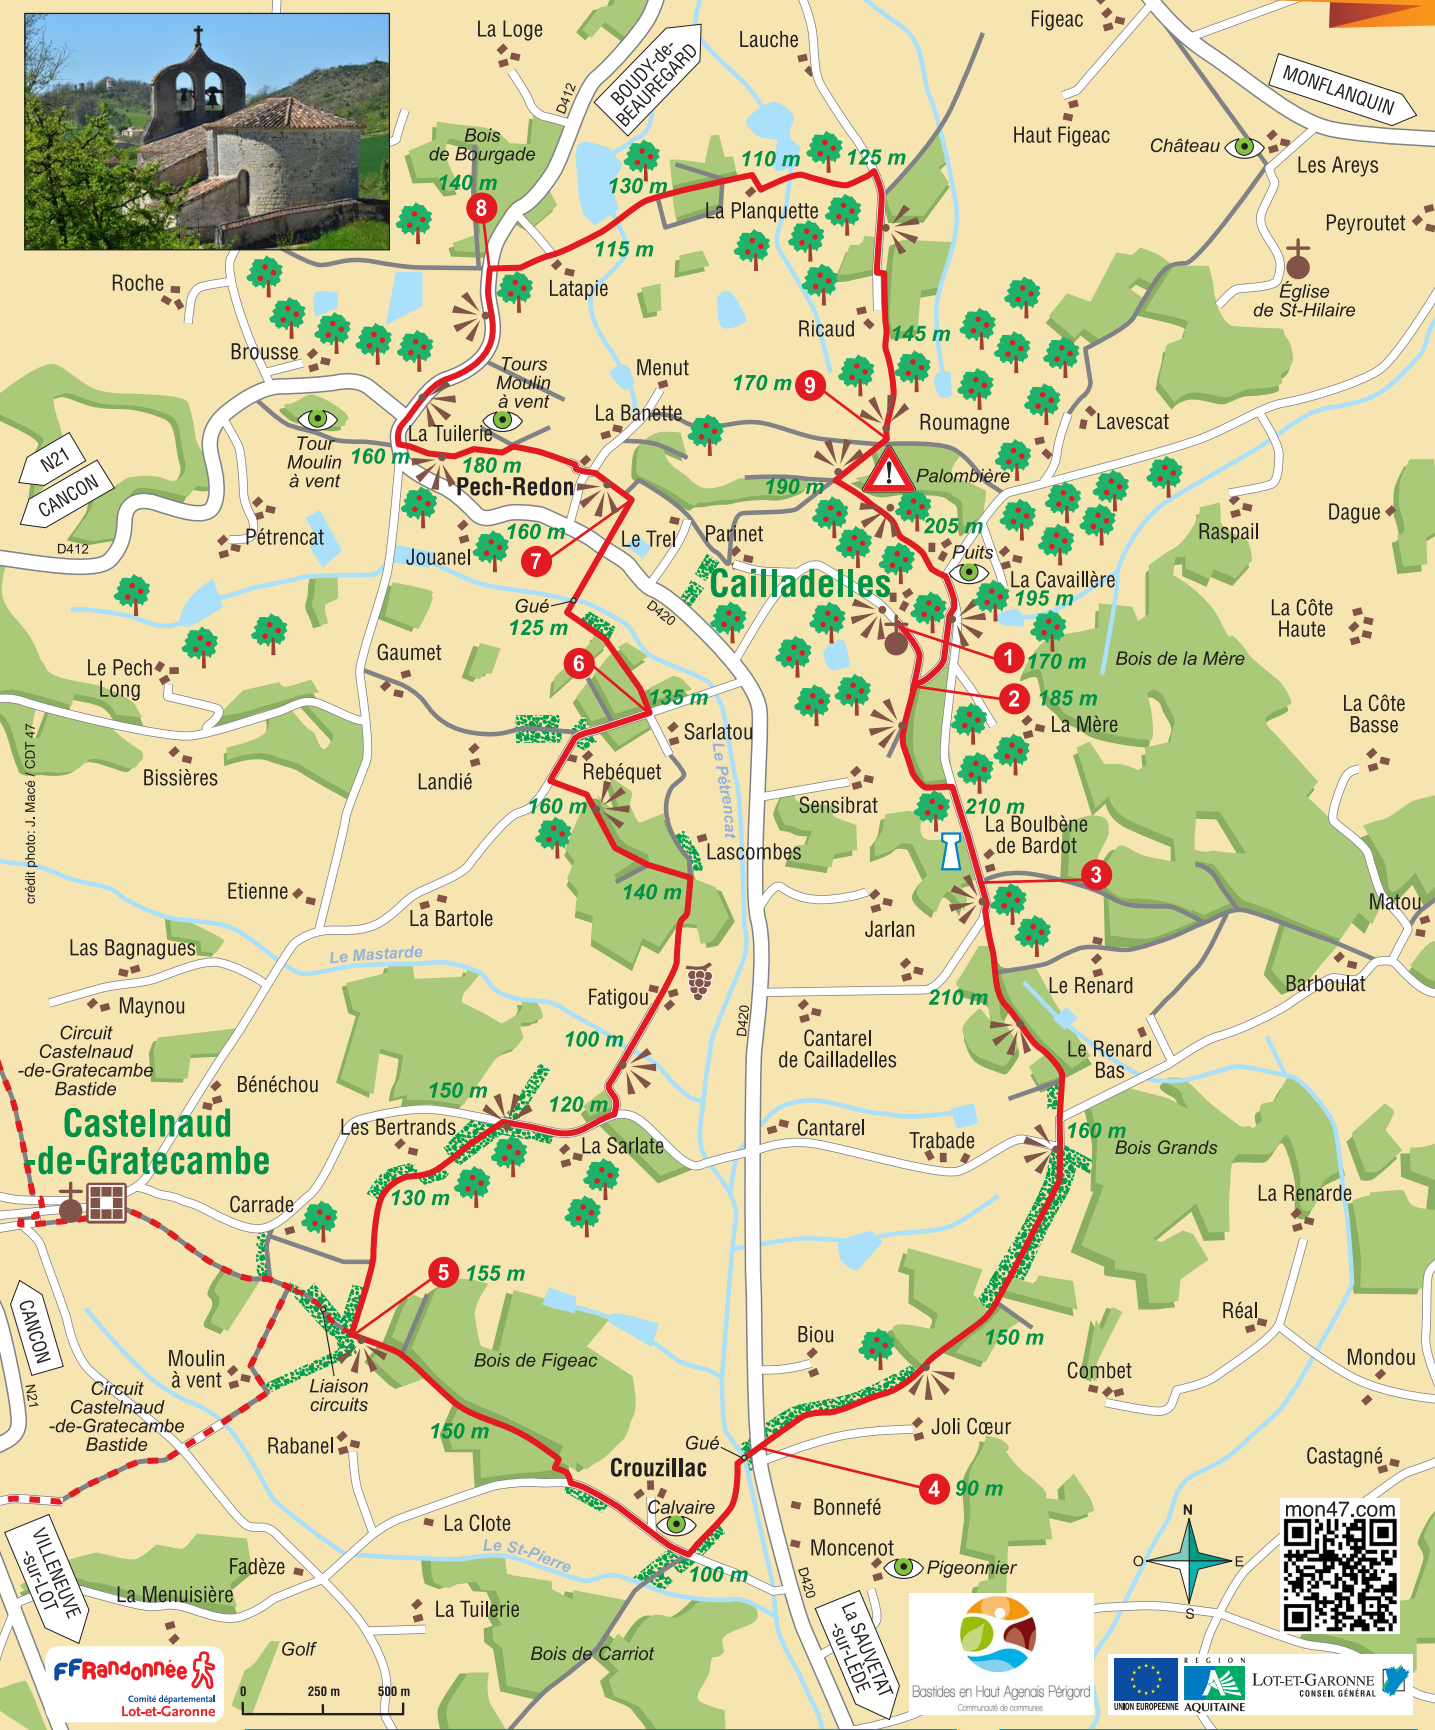 La Loge
D412
BOUDY-de-
BEAUREGARD
Lauche
Figeac
MONFLANQUIN
Haut Figeac
Château
Les Areys
Peyroutet
Église
de St-Hilaire
Bois
de Bourgade
140 m
8
130 m
110 m
125 m
La Planquette
115 m
Latapie
Roche
Brousse
Ricaud
145 m
Tours
Moulin
à vent
Menut
170 m
9
La Banette
Roumagne
Lavescat
Tour
Moulin
à vent
La Tuilerie
160 m
180 m
Pech-Redon
190 m
Palombière
N21
CANCON
D412
Pétrencat
Jouanel
160 m
7
Le Trel
Parinet
205 m
Puits
Raspail
Dague
Cailladelles
La Cavaillère
195 m
Gué
125 m
D420
La Côte
Haute
6
1
170 m
Bois de la Mère
Gaumet
Le Pech
Long
135 m
2
185 m
La Mère
La Côte
Basse
Sarlatou
Le Pétrencat
Bissières
Landié
Rebéquet
160 m
Sensibrat
210 m
La Boulbène
de Bardot
crédit photo: J. Macé / CDT 47
Lascombes
3
Etienne
La Bartole
140 m
Jarlan
Matou
Las Bagnagues
Le Mastarde
Maynou
Fatigou
210 m
Le Renard
Barboulat
D420
Circuit
Castelnaud
-de-Gratecambe
Bastide
100 m
Cantarel
de Cailladelles
Le Renard
Bas
Bénéchou
150 m
120 m
Castelnaud
-de-Gratecambe
Les Bertrands
La Sarlate
Cantarel
Trabade
160 m
Bois Grands
130 m
Carrade
La Renarde
5
155 m
Réal
150 m
Biou
Moulin
à vent
Bois de Figeac
Combet
Mondou
CANCON
N21
Liaison
circuits
Circuit
Castelnaud
-de-Gratecambe
Bastide
150 m
Joli Cœur
Rabanel
Gué
Castagné
Crouzillac
4
90 m
Calvaire
Bonnefé
mon47.com
La Clote
Moncenot
Pigeonnier
N
O
E
S
Le St-Pierre
100 m
D420
VILLENEUVE
-sur-LOT
Fadèze
La Menuisière
La Tuilerie
La SAUVETAT
-sur-LÈDE
Bois de Carriot
Golf
FFRandonnée
Comité départemental
Lot-et-Garonne
0
250 m
500 m
Bastides en Haut Agenais Périgord
Communauté de communes
UNION EUROPEENNE
REGION
AQUITAINE
LOT-ET-GARONNE
CONSEIL GÉNÉRAL